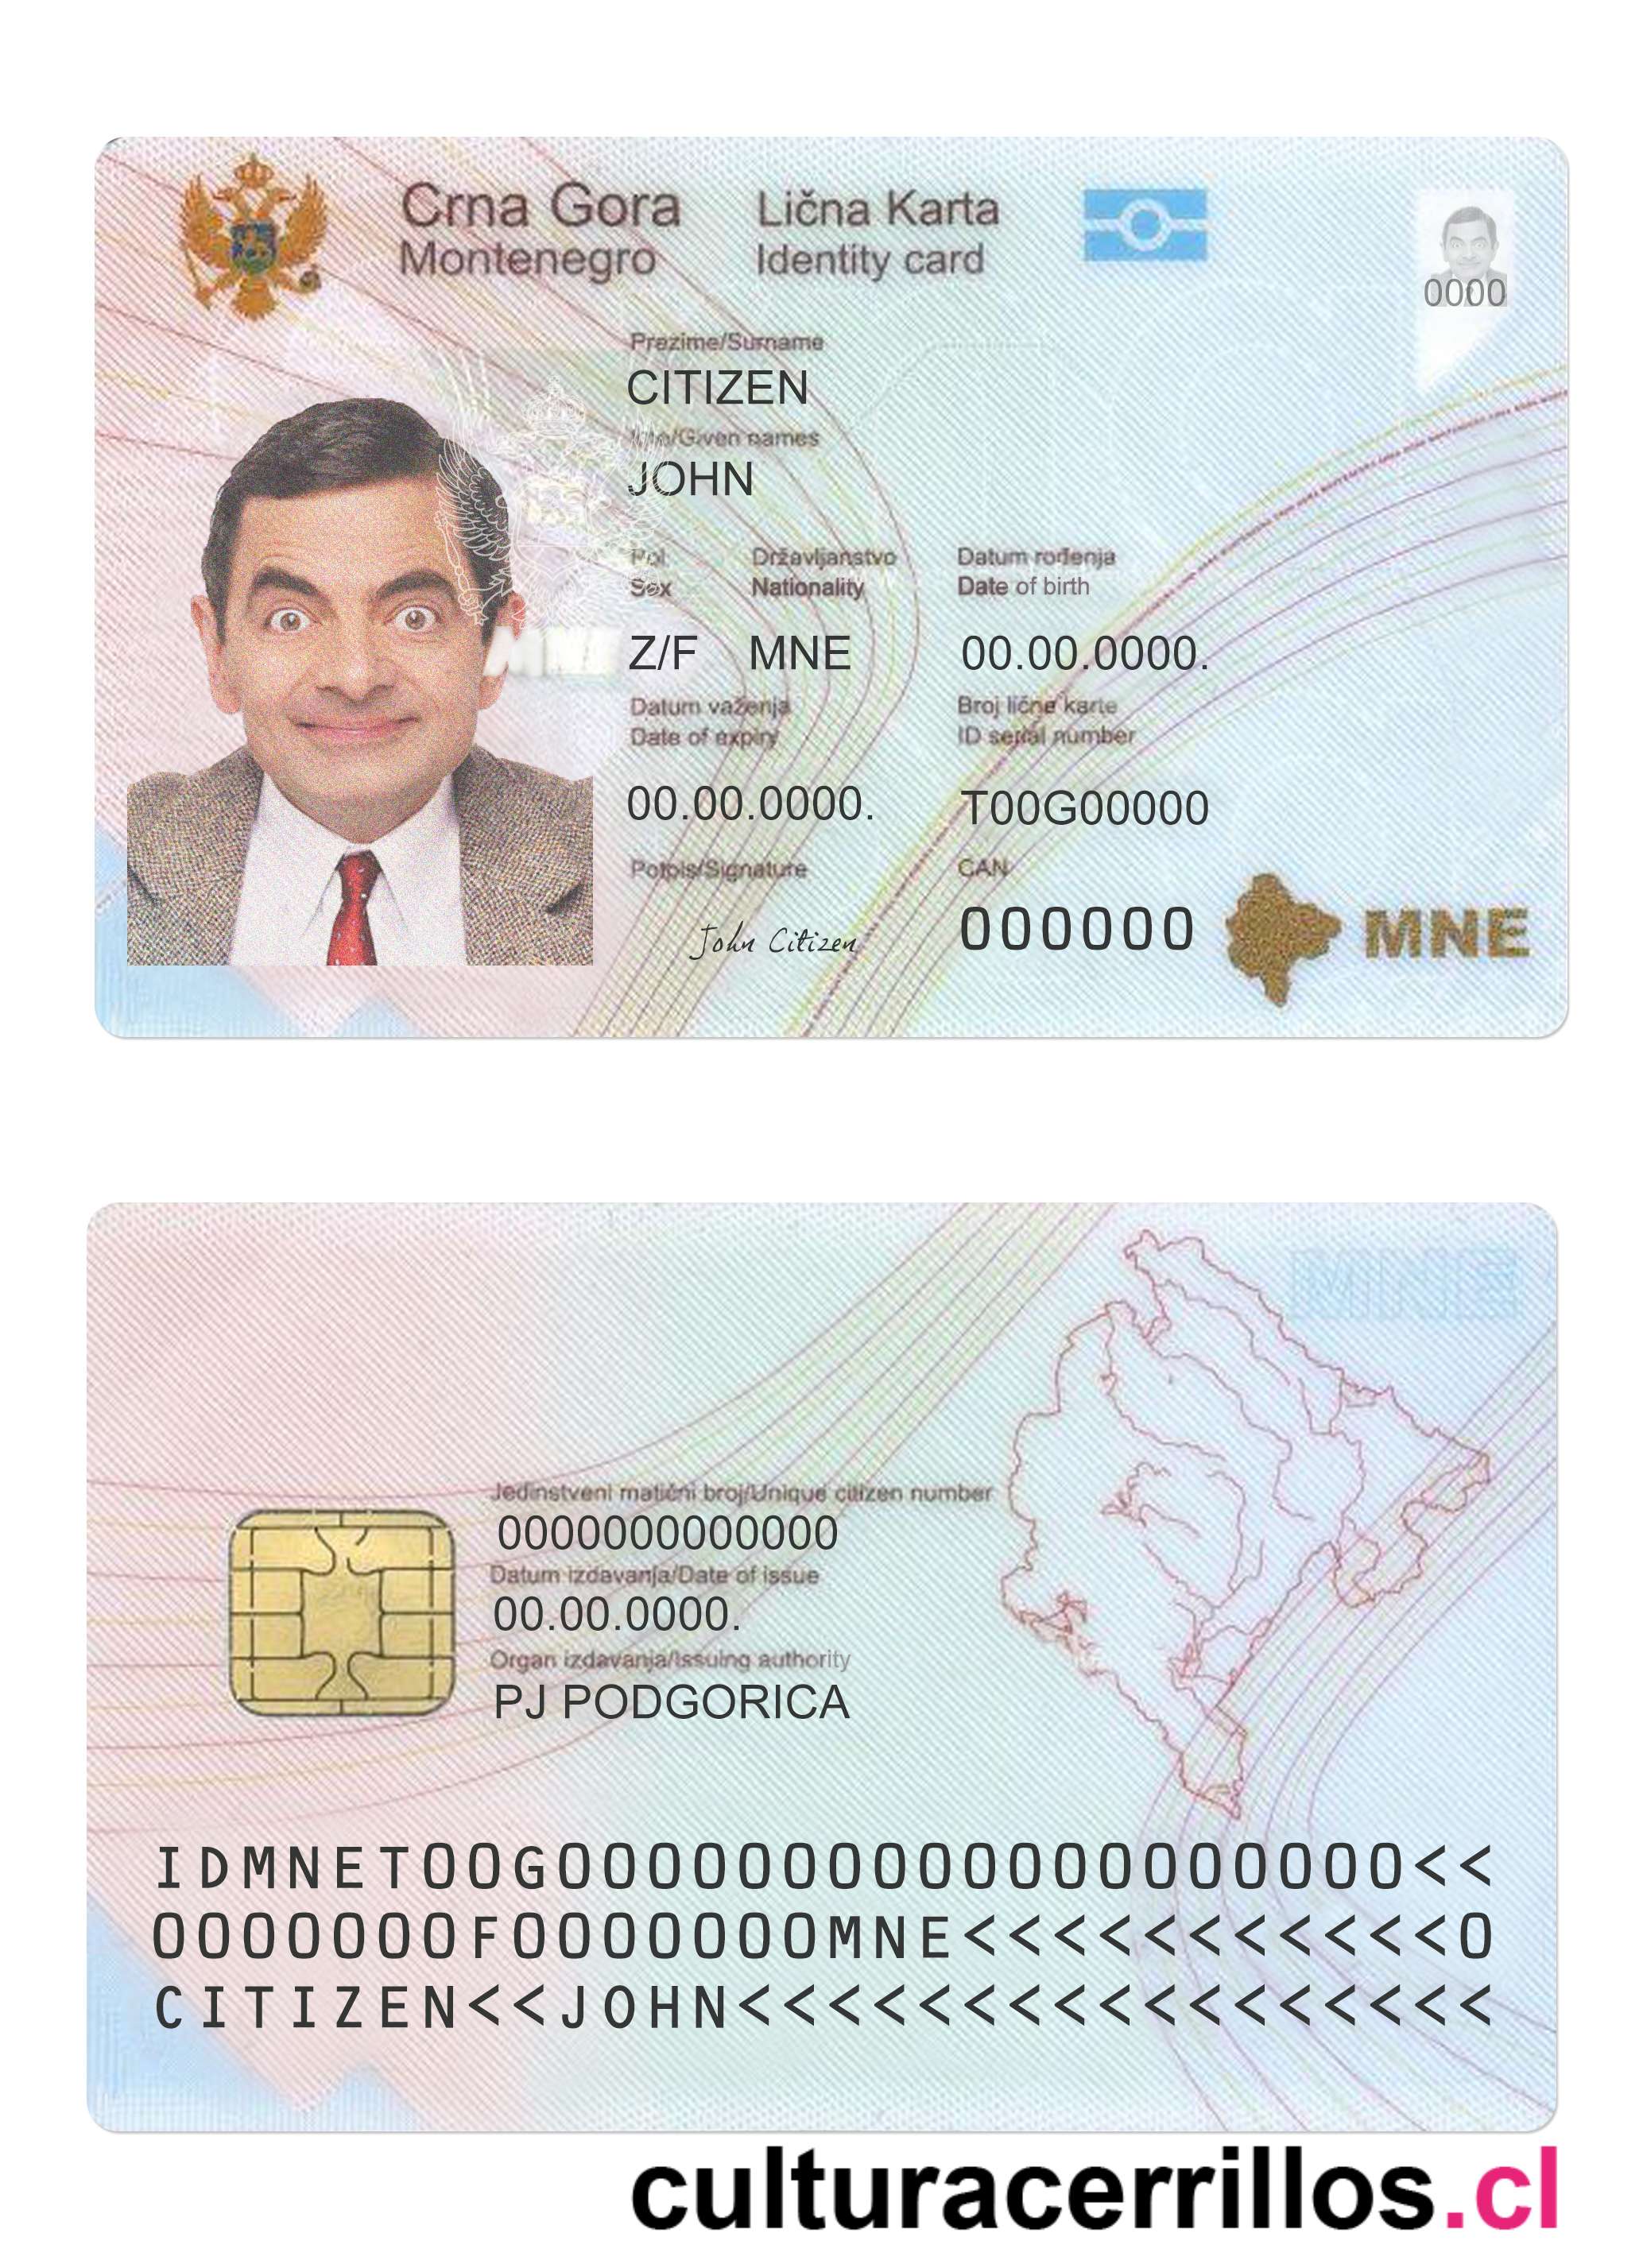 Crna Gora Lična Karta
Montenegro Identity card
0000
Prezime/Surname
CITIZEN
Ime/Given names
JOHN
Pol Državljanstvo Datum rođenja
Sex Nationality Date of birth
Z/F MNE 00.00.0000.
Datum važenja Broj lične karte
Date of expiry ID serial number
00.00.0000. T00G00000
Potpis/Signature CAN
John Citizen 000000 MNE
Jedinstveni matični broj/Unique citizen number
0000000000000
Datum izdavanja/Date of issue
00.00.0000.
Organ izdavanja/Issuing authority
PJ PODGORICA
IDMNET00G0000000000000000000<<
0000000F0000000MNE<<<<<<<<<<<0
CITIZEN<<JOHN<<<<<<<<<<<<<<<<<
culturacerrillos.cl